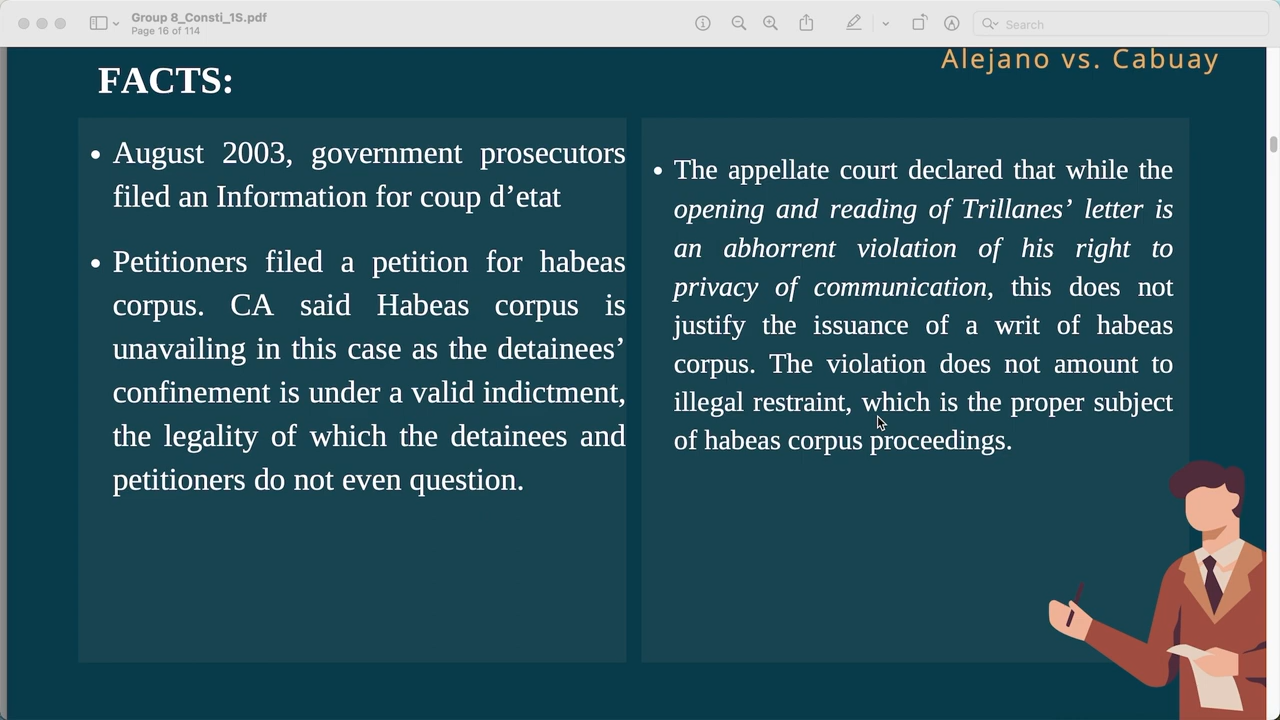 Group 8_Consti_1S.pdf
Page 16 of 114
Search
Alejano vs. Cabuay
FACTS:
• August 2003, government prosecutors
filed an Information for coup d’etat
• Petitioners filed a petition for habeas
corpus. CA said Habeas corpus is
unavailing in this case as the detainees’
confinement is under a valid indictment,
the legality of which the detainees and
petitioners do not even question.
• The appellate court declared that while the
opening and reading of Trillanes’ letter is
an abhorrent violation of his right to
privacy of communication, this does not
justify the issuance of a writ of habeas
corpus. The violation does not amount to
illegal restraint, which is the proper subject
of habeas corpus proceedings.